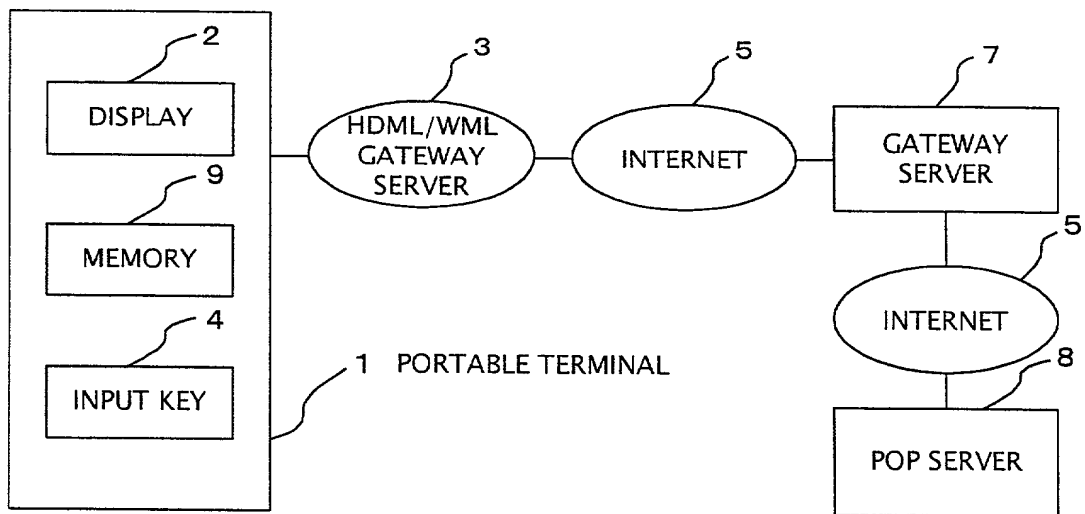 2
DISPLAY
9
MEMORY
4
INPUT KEY
1 PORTABLE TERMINAL
3
HDML/WML
GATEWAY
SERVER
5
INTERNET
7
GATEWAY
SERVER
5
INTERNET
8
POP SERVER